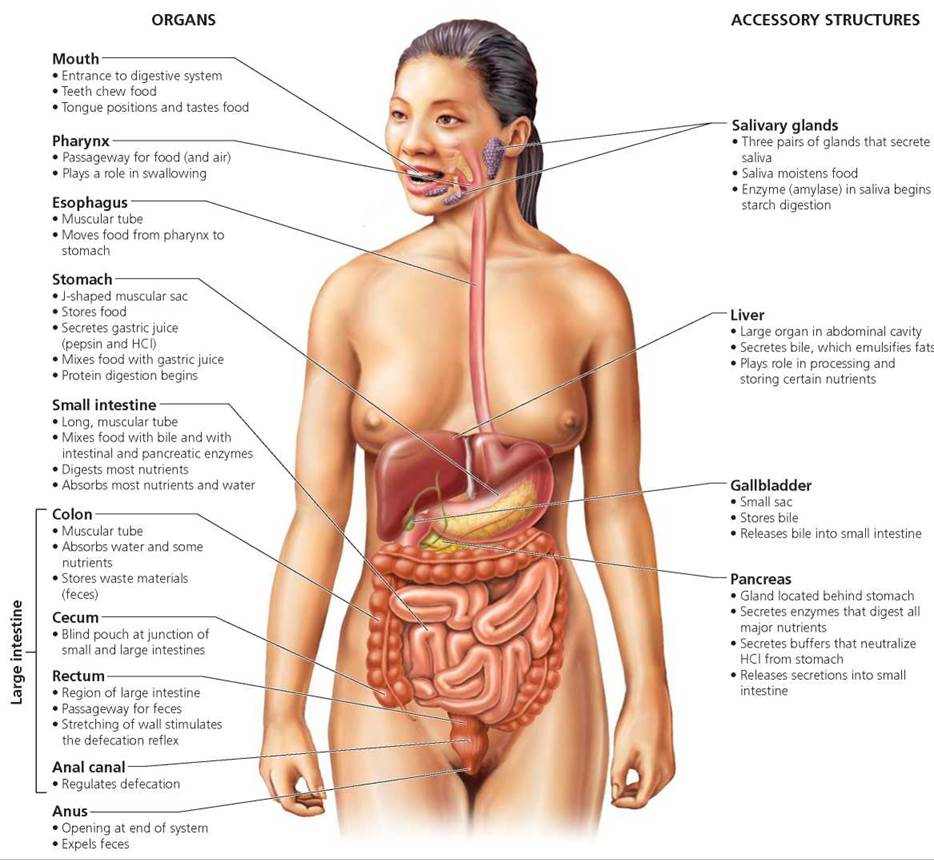 ORGANS
Mouth
• Entrance to digestive system
• Teeth chew food
• Tongue positions and tastes food
Pharynx
• Passageway for food (and air)
• Plays a role in swallowing
Esophagus
• Muscular tube
• Moves food from pharynx to
stomach
Stomach
• J-shaped muscular sac
• Stores food
• Secretes gastric juice
(pepsin and HCl)
• Mixes food with gastric juice
• Protein digestion begins
Small intestine
• Long, muscular tube
• Mixes food with bile and with
intestinal and pancreatic enzymes
• Digests most nutrients
• Absorbs most nutrients and water
Large intestine
Colon
• Muscular tube
• Absorbs water and some
nutrients
• Stores waste materials
(feces)
Cecum
• Blind pouch at junction of
small and large intestines
Rectum
• Region of large intestine
• Passageway for feces
• Stretching of wall stimulates
the defecation reflex
Anal canal
• Regulates defecation
Anus
• Opening at end of system
• Expels feces
ACCESSORY STRUCTURES
Salivary glands
• Three pairs of glands that secrete
saliva
• Saliva moistens food
• Enzyme (amylase) in saliva begins
starch digestion
Liver
• Large organ in abdominal cavity
• Secretes bile, which emulsifies fats
• Plays role in processing and
storing certain nutrients
Gallbladder
• Small sac
• Stores bile
• Releases bile into small intestine
Pancreas
• Gland located behind stomach
• Secretes enzymes that digest all
major nutrients
• Secretes buffers that neutralize
HCl from stomach
• Releases secretions into small
intestine